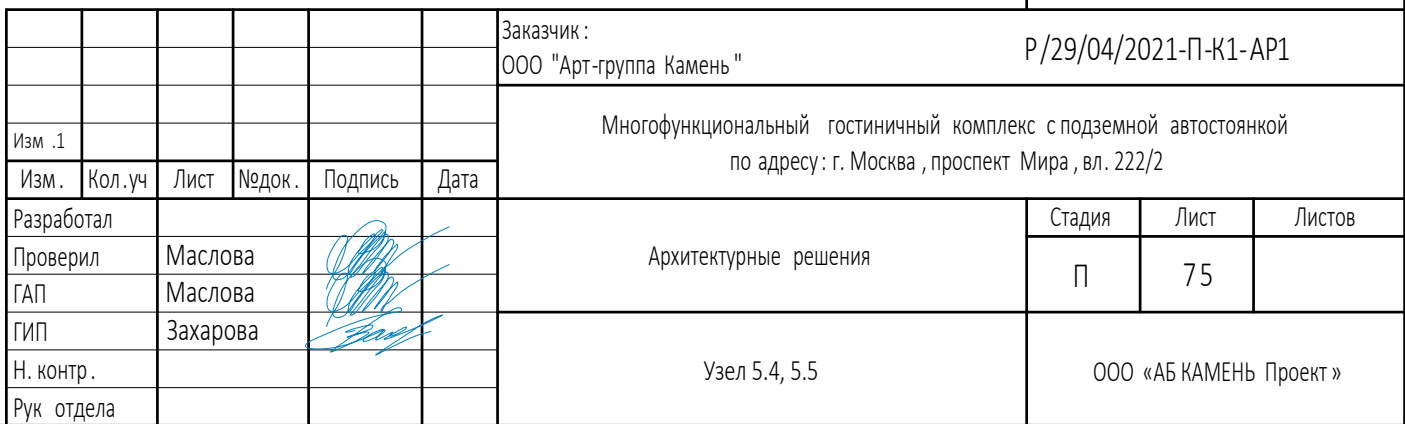 Заказчик :
ООО "Арт-группа Камень "
Р/29/04/2021-П-К1-АР1
Многофункциональный гостиничный комплекс с подземной автостоянкой
по адресу : г. Москва , проспект Мира , вл. 222/2
Изм .1
Изм. Кол.уч Лист №док. Подпись Дата
Разработал
Проверил Маслова
ГАП Маслова
ГИП Захарова
Н. контр.
Рук отдела
Архитектурные решения
Стадия Лист Листов
П 75
Узел 5.4, 5.5
ООО «АБ КАМЕНЬ Проект »